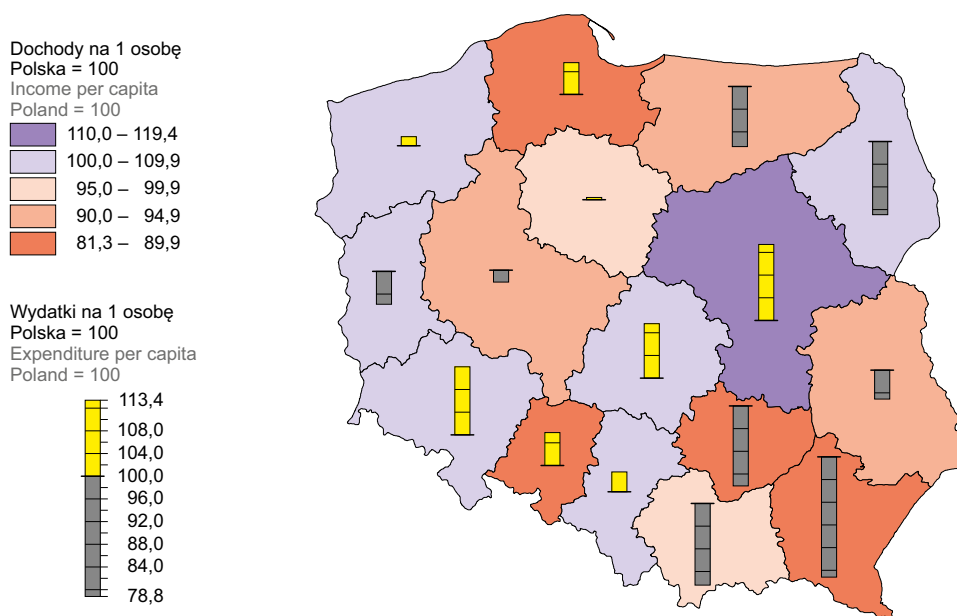 Dochody na 1 osobę
Polska = 100
Income per capita
Poland = 100
110,0 – 119,4
100,0 – 109,9
95,0 – 99,9
90,0 – 94,9
81,3 – 89,9
Wydatki na 1 osobę
Polska = 100
Expenditure per capita
Poland = 100
113,4
108,0
104,0
100,0
96,0
92,0
88,0
84,0
78,8